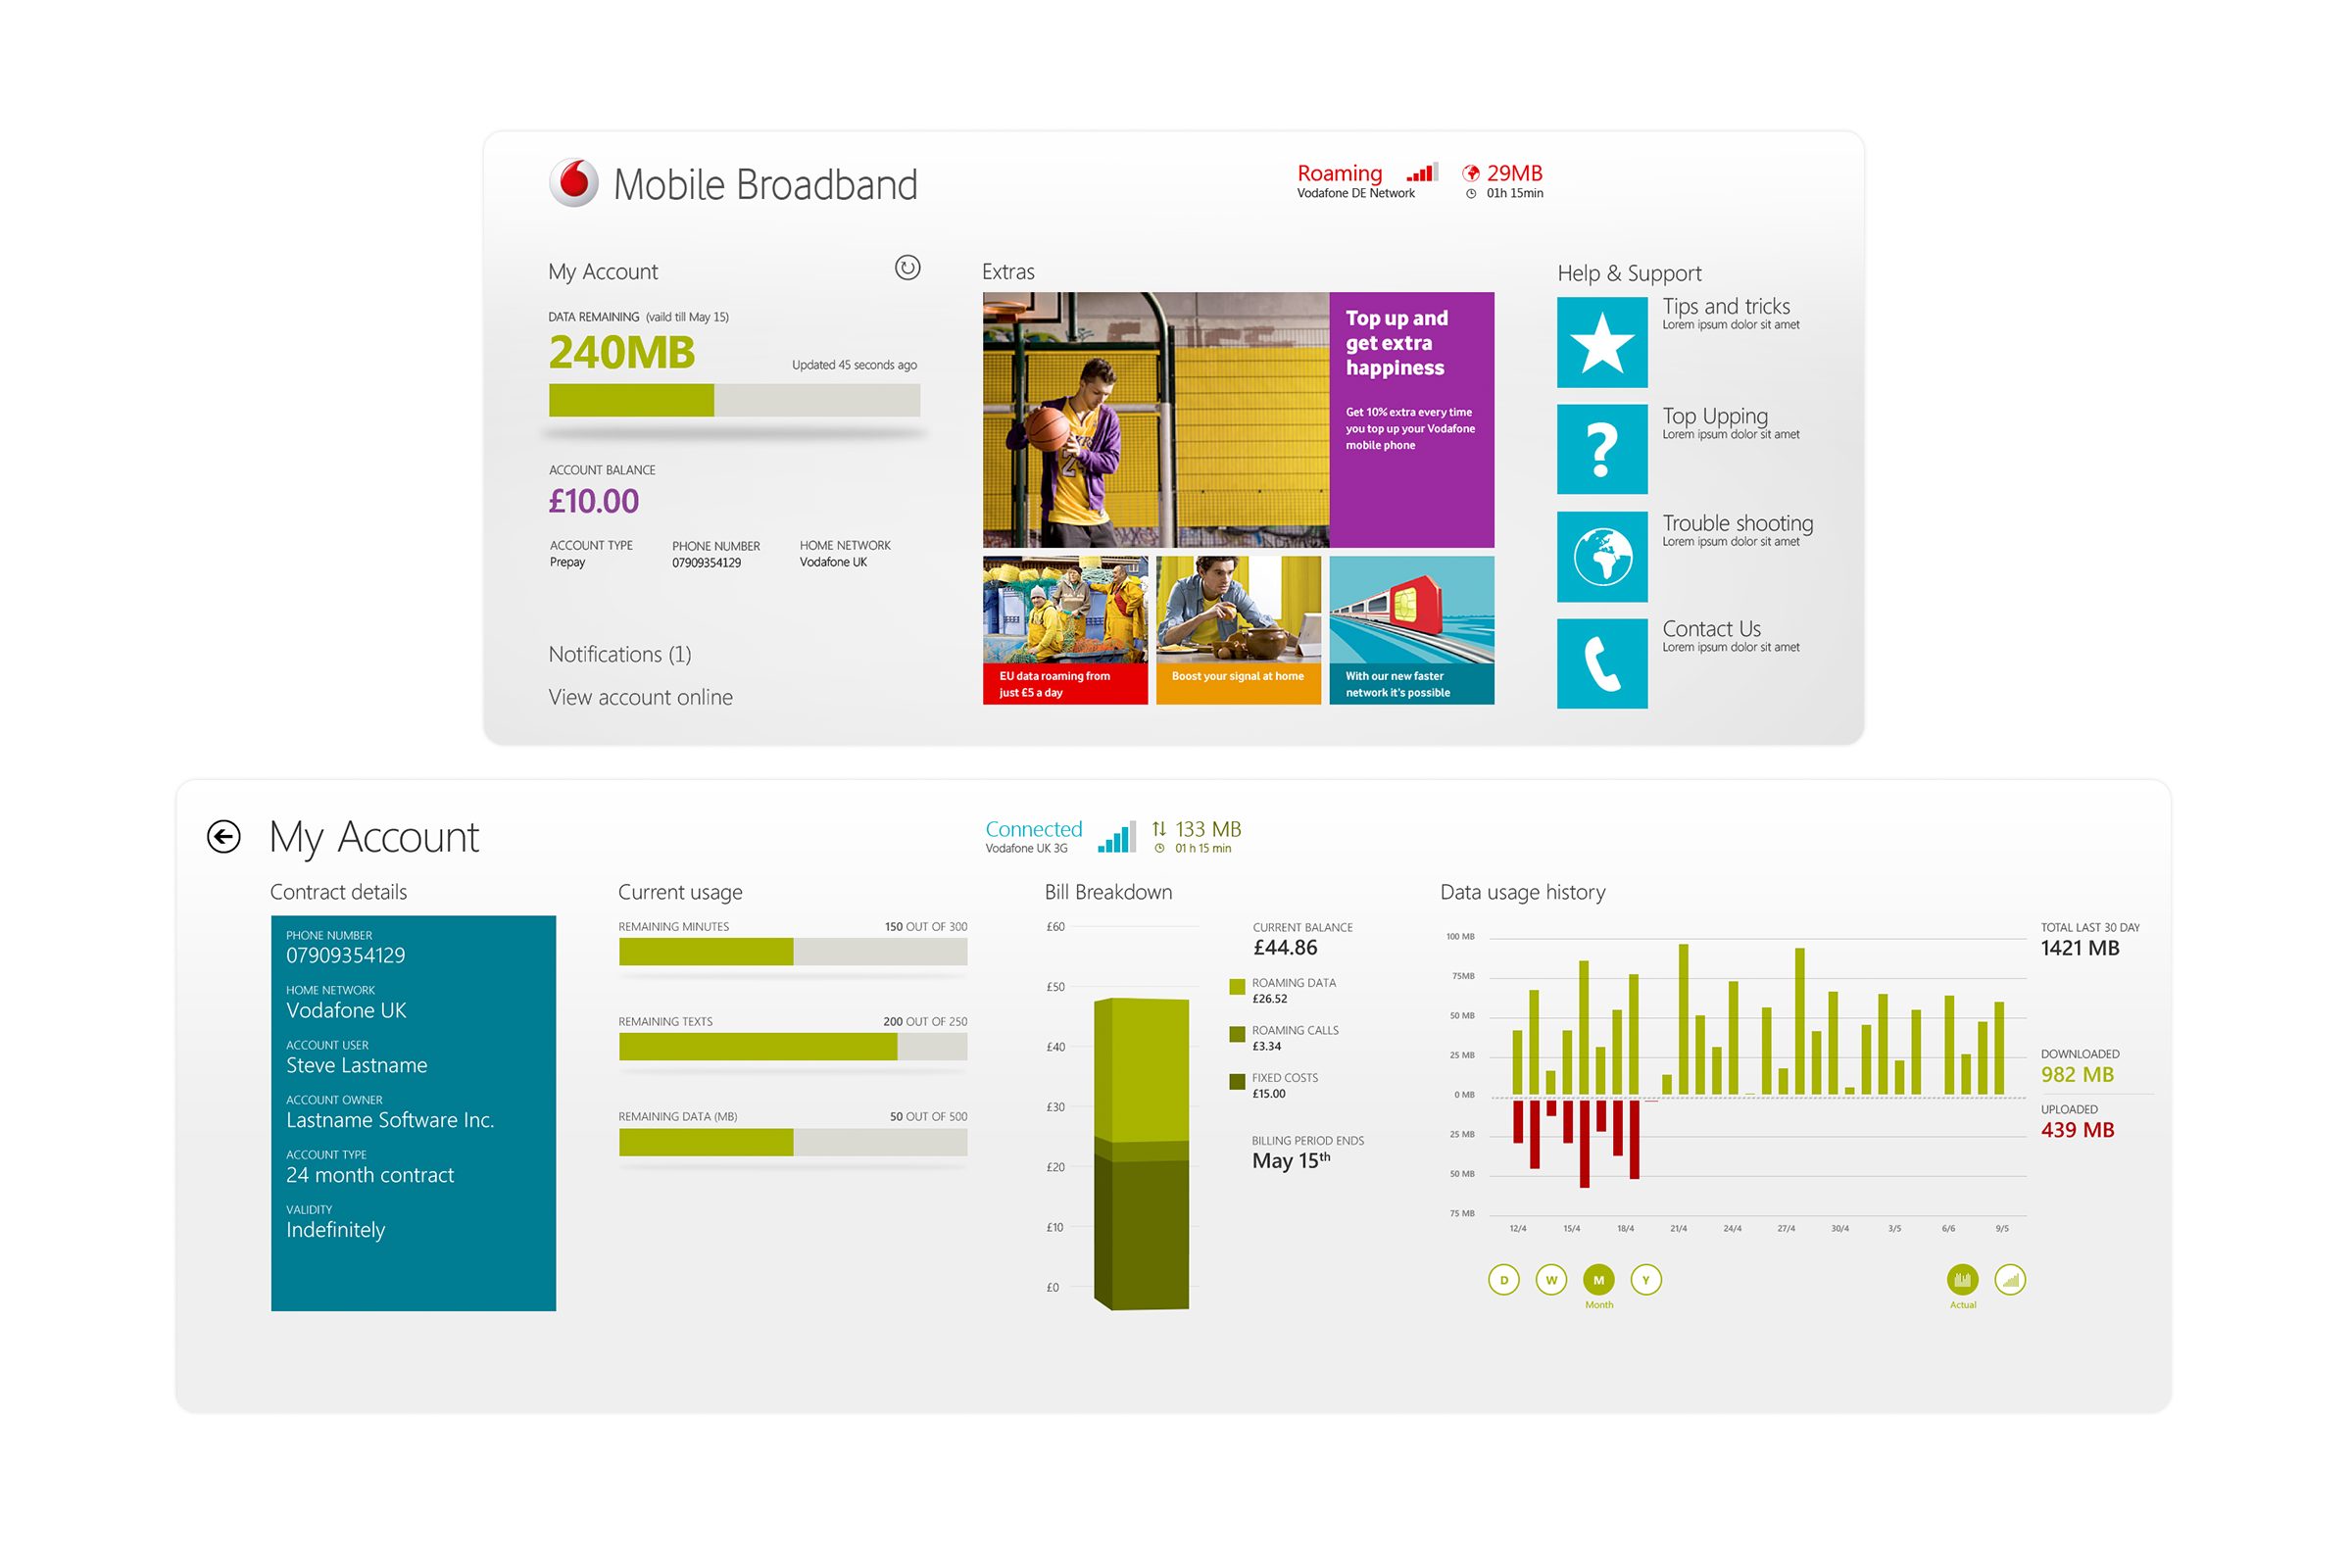 Mobile Broadband
Roaming
Vodafone DE Network
29MB
01h 15min
My Account
DATA REMAINING (vaild till May 15)
240MB
Updated 45 seconds ago
ACCOUNT BALANCE
£10.00
ACCOUNT TYPE
Prepay
PHONE NUMBER
07909354129
HOME NETWORK
Vodafone UK
Notifications (1)
View account online
Extras
Top up and
get extra
happiness
Get 10% extra every time
you top up your Vodafone
mobile phone
EU data roaming from
just £5 a day
Boost your signal at home
With our new faster
network it's possible
Help & Support
Tips and tricks
Lorem ipsum dolor sit amet
?
Top Upping
Lorem ipsum dolor sit amet
Trouble shooting
Lorem ipsum dolor sit amet
Contact Us
Lorem ipsum dolor sit amet
My Account
Connected
Vodafone UK 3G
133 MB
01 h 15 min
Contract details
PHONE NUMBER
07909354129
HOME NETWORK
Vodafone UK
ACCOUNT USER
Steve Lastname
ACCOUNT OWNER
Lastname Software Inc.
ACCOUNT TYPE
24 month contract
VALIDITY
Indefinitely
Current usage
REMAINING MINUTES 150 OUT OF 300
REMAINING TEXTS 200 OUT OF 250
REMAINING DATA (MB) 50 OUT OF 500
Bill Breakdown
£60
£50
£40
£30
£20
£10
£0
CURRENT BALANCE
£44.86
ROAMING DATA
£26.52
ROAMING CALLS
£3.34
FIXED COSTS
£15.00
BILLING PERIOD ENDS
May 15th
Data usage history
100 MB
75MB
50 MB
25 MB
0 MB
25 MB
50 MB
75 MB
12/4 15/4 18/4 21/4 24/4 27/4 30/4 3/5 6/6 9/5
D W M Y
Month
Actual
TOTAL LAST 30 DAY
1421 MB
DOWNLOADED
982 MB
UPLOADED
439 MB